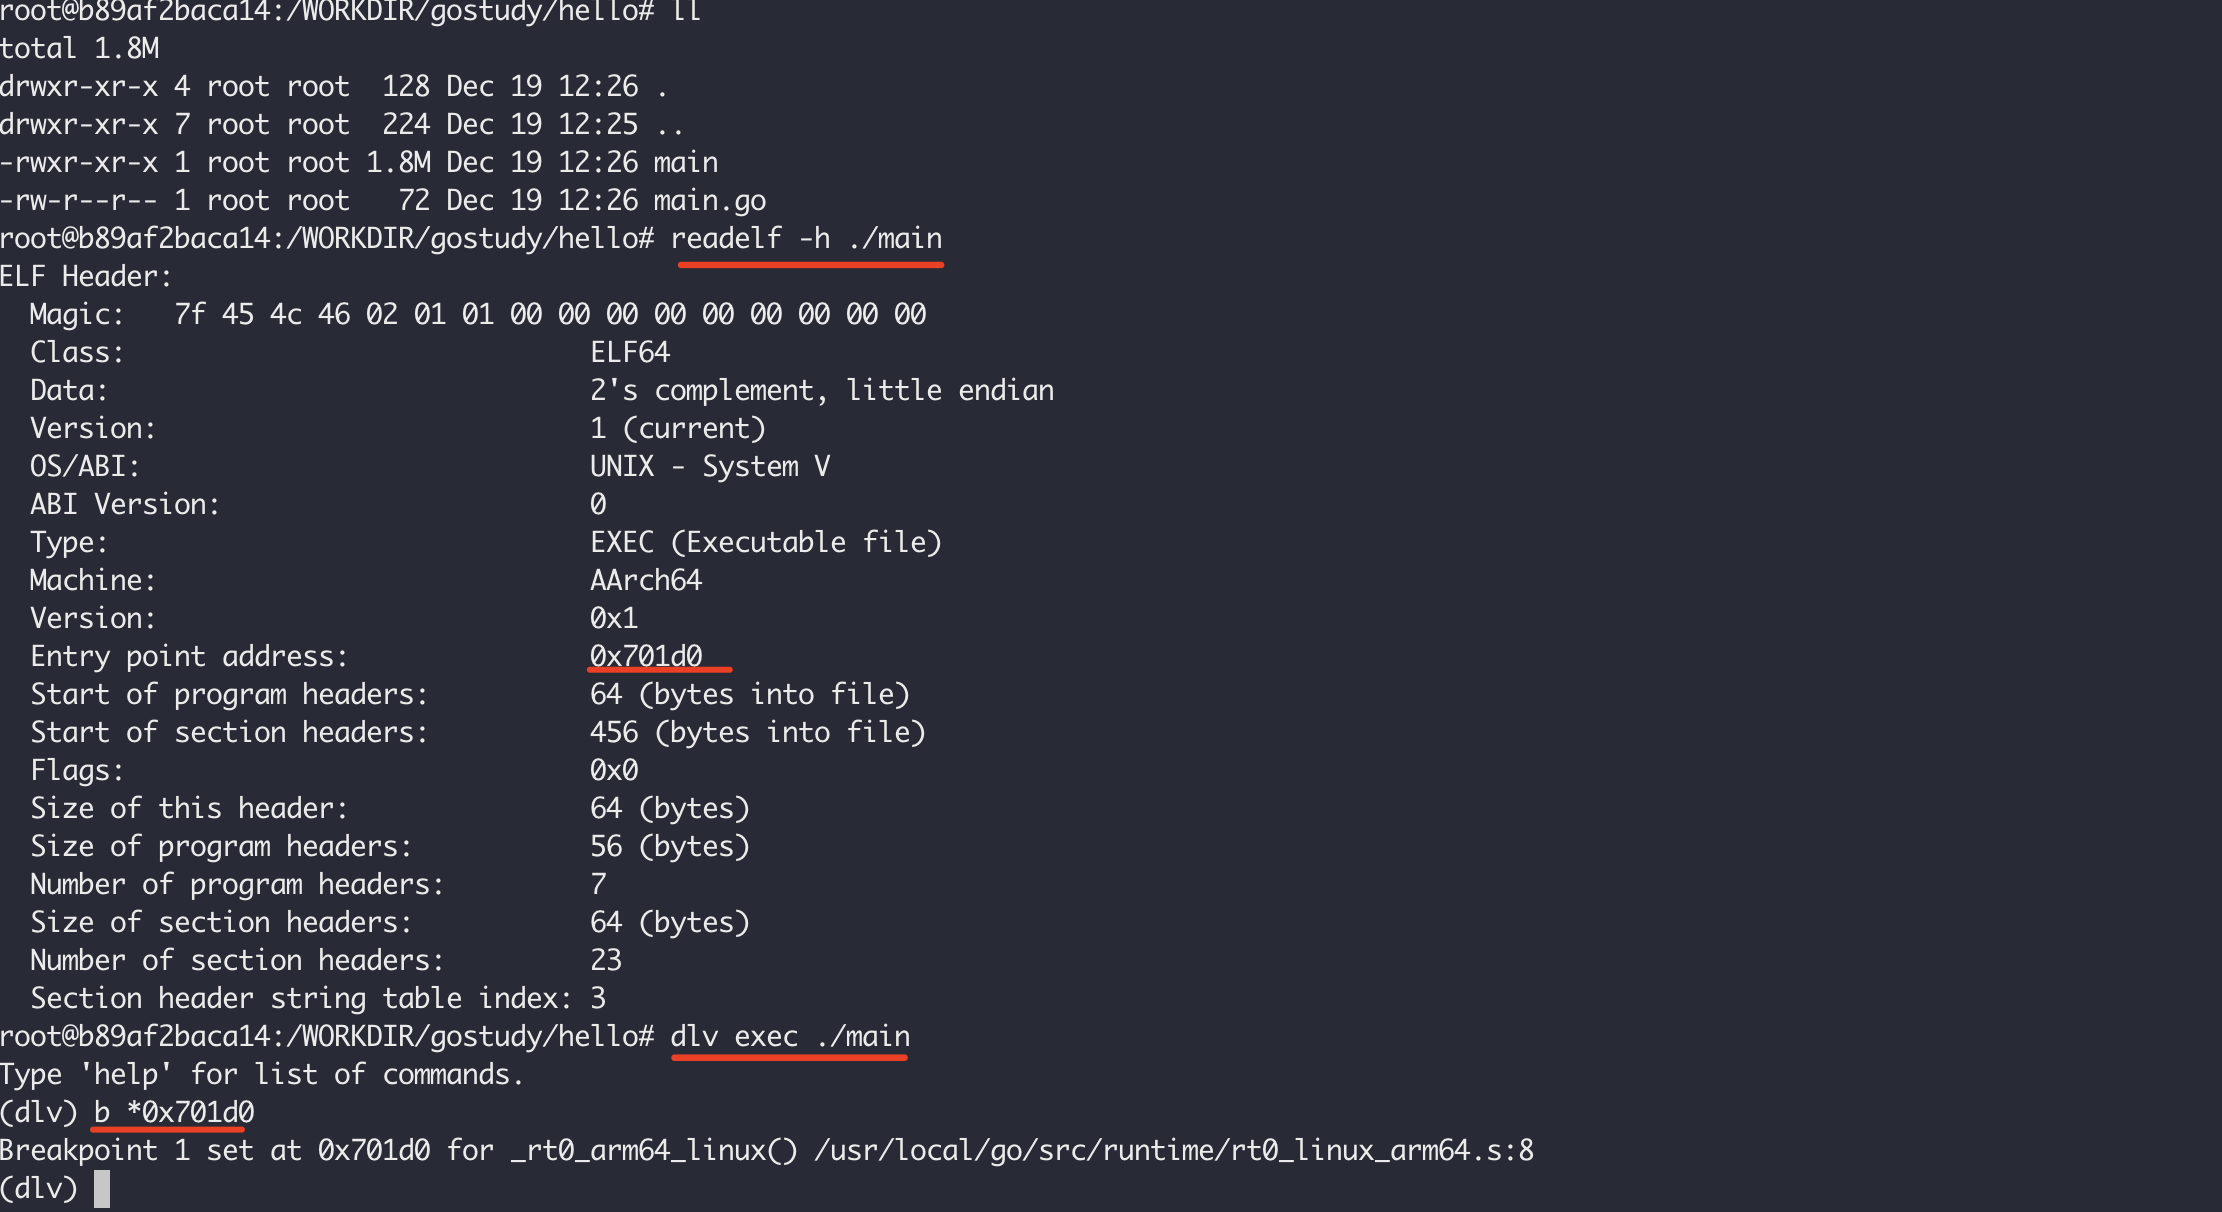 root@b89af2baca14:/WORKDIR/gostudy/hello# ll
total 1.8M
drwxr-xr-x 4 root root  128 Dec 19 12:26 .
drwxr-xr-x 7 root root  224 Dec 19 12:25 ..
-rwxr-xr-x 1 root root 1.8M Dec 19 12:26 main
-rw-r--r-- 1 root root   72 Dec 19 12:26 main.go
root@b89af2baca14:/WORKDIR/gostudy/hello# readelf -h ./main
ELF Header:
  Magic:   7f 45 4c 46 02 01 01 00 00 00 00 00 00 00 00 00
  Class:                             ELF64
  Data:                              2's complement, little endian
  Version:                           1 (current)
  OS/ABI:                            UNIX - System V
  ABI Version:                       0
  Type:                              EXEC (Executable file)
  Machine:                           AArch64
  Version:                           0x1
  Entry point address:               0x701d0
  Start of program headers:          64 (bytes into file)
  Start of section headers:          456 (bytes into file)
  Flags:                             0x0
  Size of this header:               64 (bytes)
  Size of program headers:           56 (bytes)
  Number of program headers:         7
  Size of section headers:           64 (bytes)
  Number of section headers:         23
  Section header string table index: 3
root@b89af2baca14:/WORKDIR/gostudy/hello# dlv exec ./main
Type 'help' for list of commands.
(dlv) b *0x701d0
Breakpoint 1 set at 0x701d0 for _rt0_arm64_linux() /usr/local/go/src/runtime/rt0_linux_arm64.s:8
(dlv)